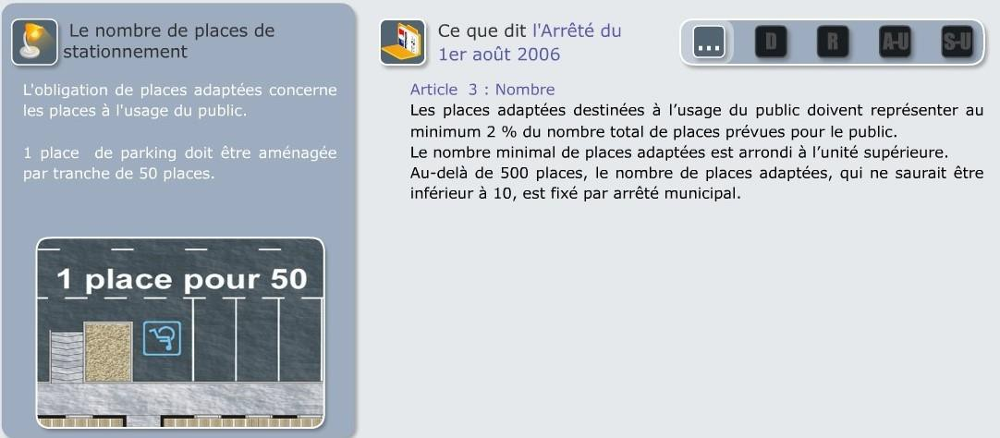 Le nombre de places de
stationnement
L'obligation de places adaptées concerne
les places à l'usage du public.
1 place de parking doit être aménagée
par tranche de 50 places.
1 place pour 50
Ce que dit l'Arrêté du
1er août 2006
... D R A-U S-U
Article 3 : Nombre
Les places adaptées destinées à l’usage du public doivent représenter au
minimum 2 % du nombre total de places prévues pour le public.
Le nombre minimal de places adaptées est arrondi à l’unité supérieure.
Au-delà de 500 places, le nombre de places adaptées, qui ne saurait être
inférieur à 10, est fixé par arrêté municipal.